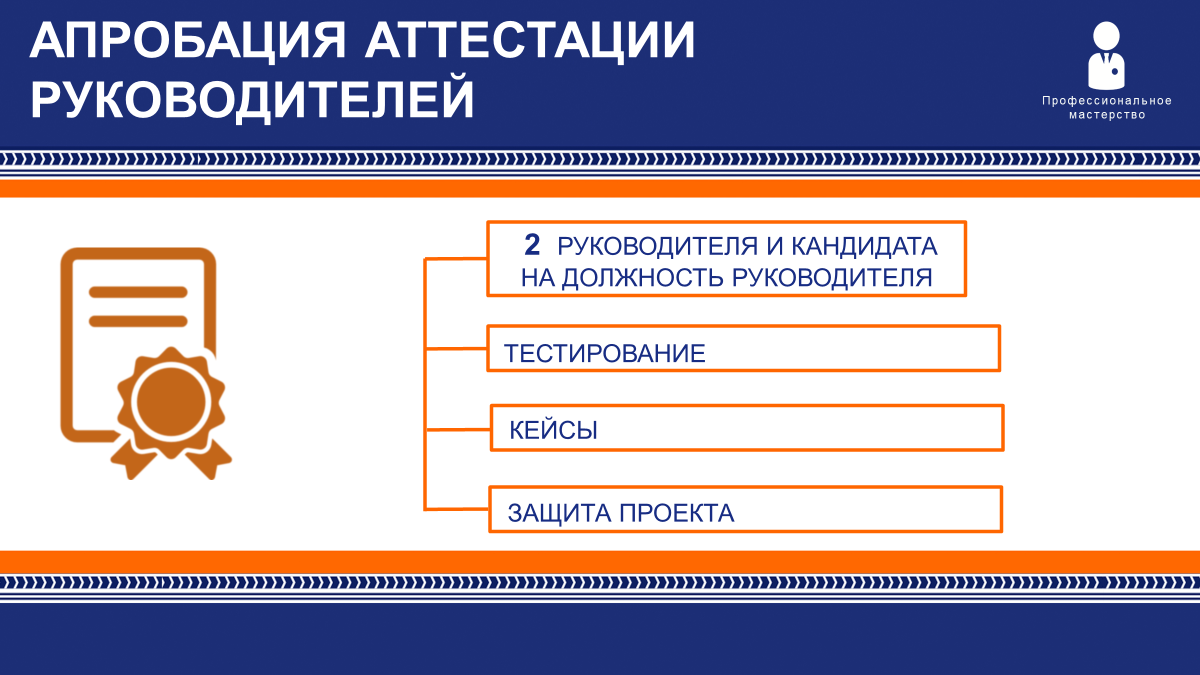 АПРОБАЦИЯ АТТЕСТАЦИИ
РУКОВОДИТЕЛЕЙ
Профессиональное
мастерство
2 РУКОВОДИТЕЛЯ И КАНДИДАТА
НА ДОЛЖНОСТЬ РУКОВОДИТЕЛЯ
ТЕСТИРОВАНИЕ
КЕЙСЫ
ЗАЩИТА ПРОЕКТА